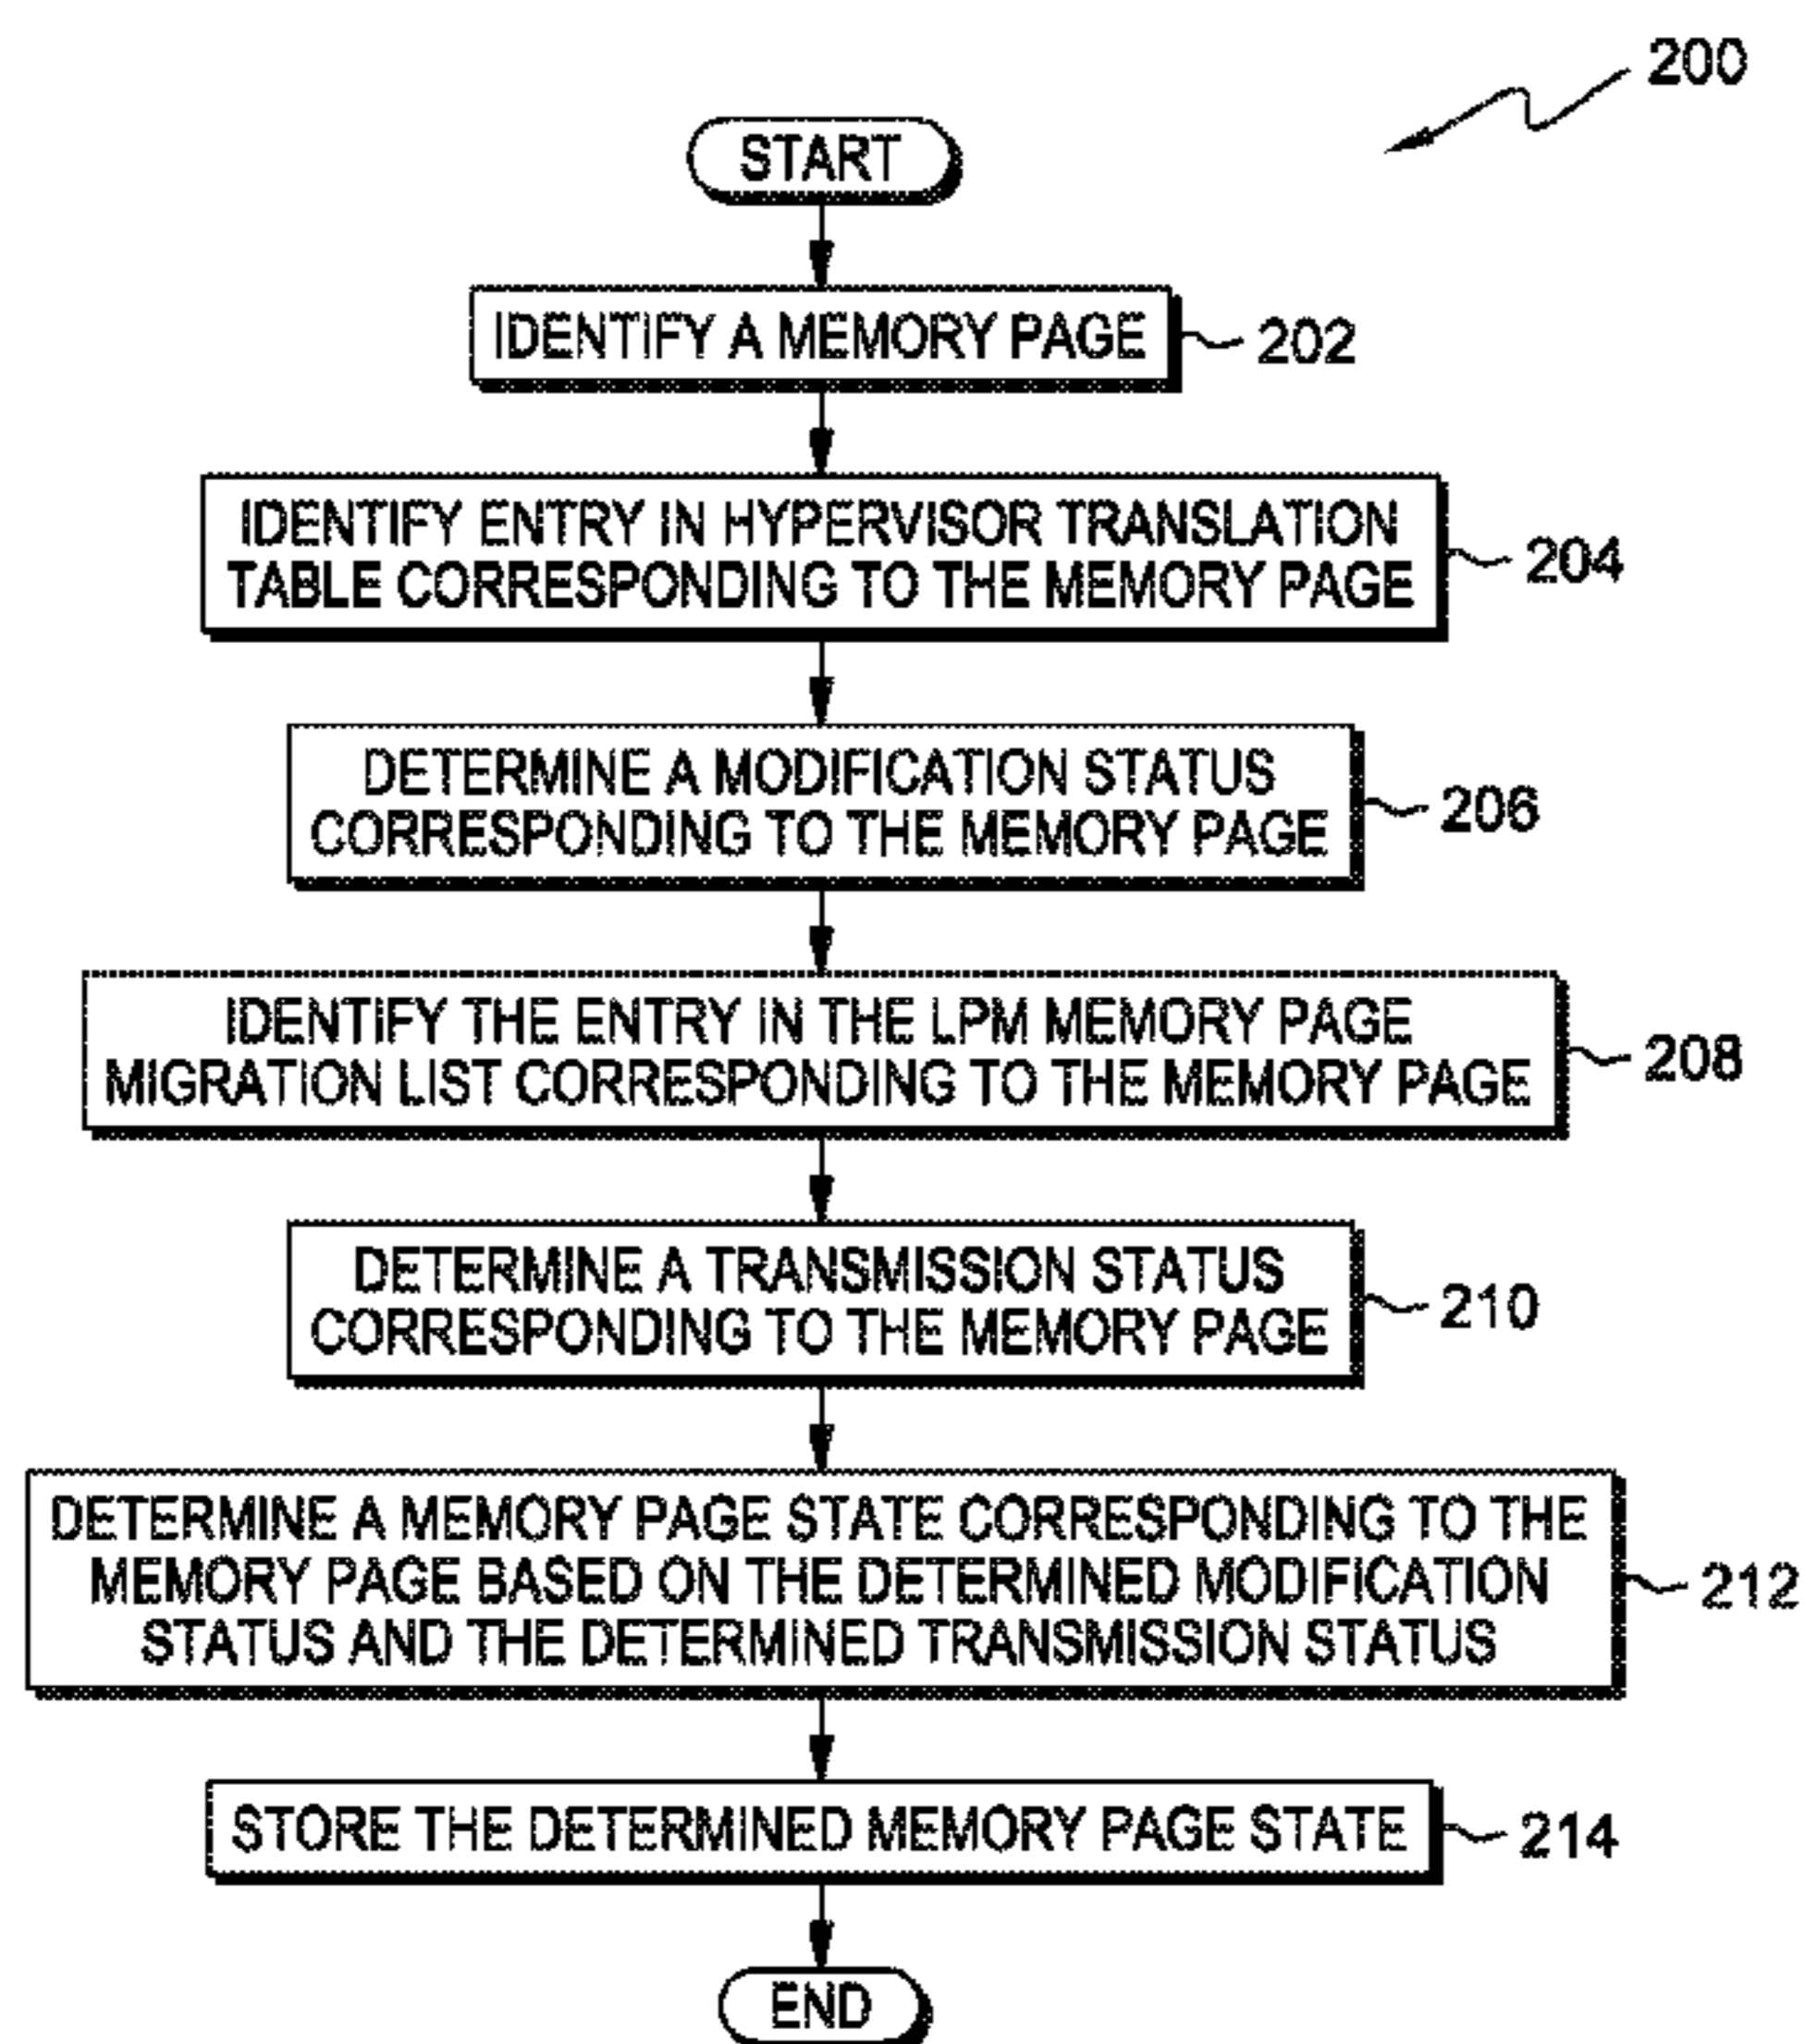 200
START
IDENTIFY A MEMORY PAGE
202
IDENTIFY ENTRY IN HYPERVISOR TRANSLATION
TABLE CORRESPONDING TO THE MEMORY PAGE
204
DETERMINE A MODIFICATION STATUS
CORRESPONDING TO THE MEMORY PAGE
206
IDENTIFY THE ENTRY IN THE LPM MEMORY PAGE
MIGRATION LIST CORRESPONDING TO THE MEMORY PAGE
208
DETERMINE A TRANSMISSION STATUS
CORRESPONDING TO THE MEMORY PAGE
210
DETERMINE A MEMORY PAGE STATE CORRESPONDING TO THE
MEMORY PAGE BASED ON THE DETERMINED MODIFICATION
STATUS AND THE DETERMINED TRANSMISSION STATUS
212
STORE THE DETERMINED MEMORY PAGE STATE
214
END